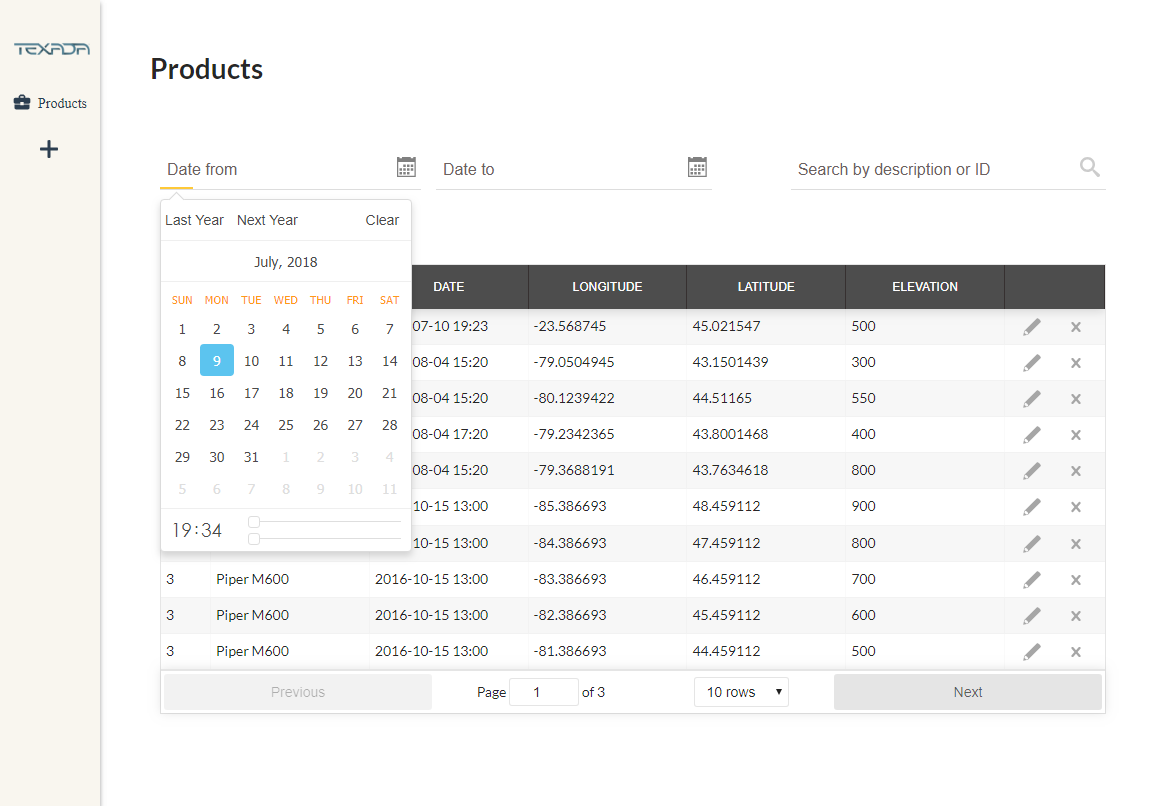 TEXADA
Products
Products
Date from
Date to
Search by description or ID
Last Year Next Year Clear
July, 2018
SUN MON TUE WED THU FRI SAT
1 2 3 4 5 6 7
8 9 10 11 12 13 14
15 16 17 18 19 20 21
22 23 24 25 26 27 28
29 30 31 1 2 3 4
5 6 7 8 9 10 11
19:34
DATE LONGITUDE LATITUDE ELEVATION
07-10 19:23 -23.568745 45.021547 500
08-04 15:20 -79.0504945 43.1501439 300
08-04 15:20 -80.1239422 44.51165 550
08-04 17:20 -79.2342365 43.8001468 400
08-04 15:20 -79.3688191 43.7634618 800
10-15 13:00 -85.386693 48.459112 900
10-15 13:00 -84.386693 47.459112 800
3 Piper M600 2016-10-15 13:00 -83.386693 46.459112 700
3 Piper M600 2016-10-15 13:00 -82.386693 45.459112 600
3 Piper M600 2016-10-15 13:00 -81.386693 44.459112 500
Previous Page 1 of 3 10 rows Next